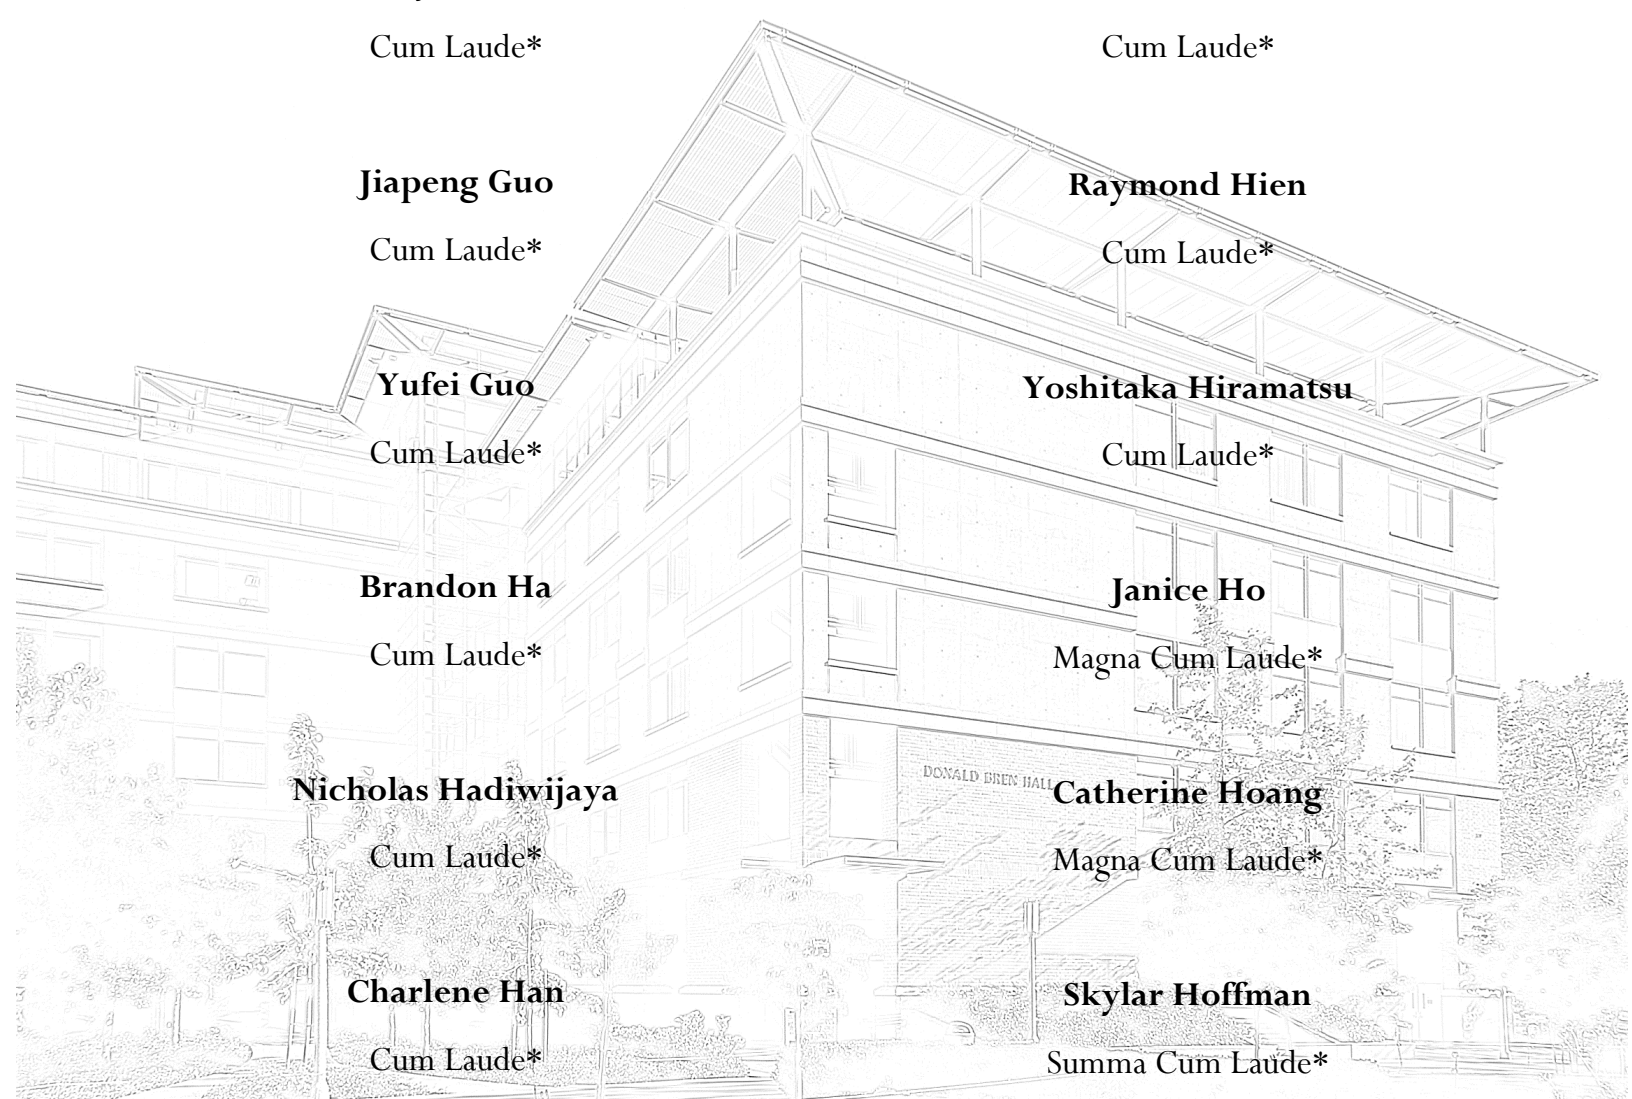 Cum Laude*
Jiapeng Guo
Cum Laude*
Yufei Guo
Cum Laude*
Brandon Ha
Cum Laude*
Nicholas Hadiwijaya
Cum Laude*
Charlene Han
Cum Laude*
Cum Laude*
Raymond Hien
Cum Laude*
Yoshitaka Hiramatsu
Cum Laude*
Janice Ho
Magna Cum Laude*
DONALD BREN HALL
Catherine Hoang
Magna Cum Laude*
Skylar Hoffman
Summa Cum Laude*